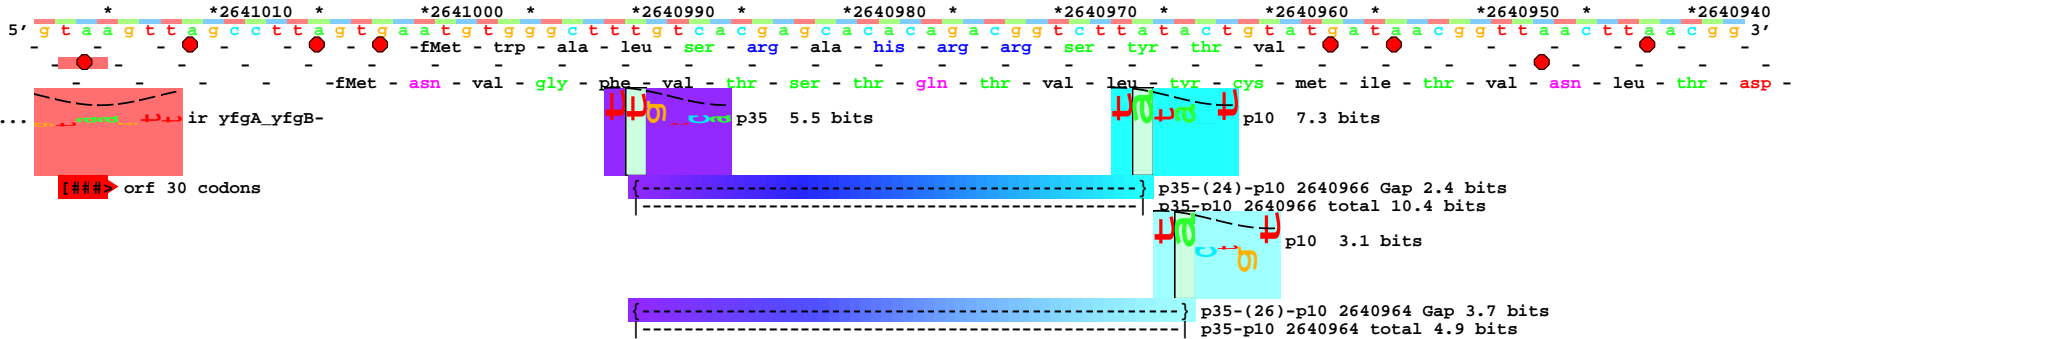 * *2641010 * *2641000 * *2640990 * *2640980 * *2640970 * *2640960 * *2640950 * *2640940
5' g t a a g t t a g c c t t a g t g a a t g t g g g c t t t g t c a c g a g c a c a c a g a c g g t c t t a t a c t g t a t g a t a a c g g t t a a c t t a a c g g 3'
- - - - - - -fMet - trp - ala - leu - ser - arg - ala - his - arg - arg - ser - tyr - thr - val - - - - - - - -
- - - - - - - - - - - - - - - - - - - - - - - - - - -
- - - - -fMet - asn - val - gly - phe - val - thr - ser - thr - gln - thr - val - leu - tyr - cys - met - ile - thr - val - asn - leu - thr - asp -
... ir yfgA_yfgB-
t t g t c a p35 5.5 bits
t a t a t p10 7.3 bits
[###> orf 30 codons
{------------------------} p35-(24)-p10 2640966 Gap 2.4 bits
|------------------------| p35-p10 2640966 total 10.4 bits
t a c t g t p10 3.1 bits
{--------------------------} p35-(26)-p10 2640964 Gap 3.7 bits
|--------------------------| p35-p10 2640964 total 4.9 bits